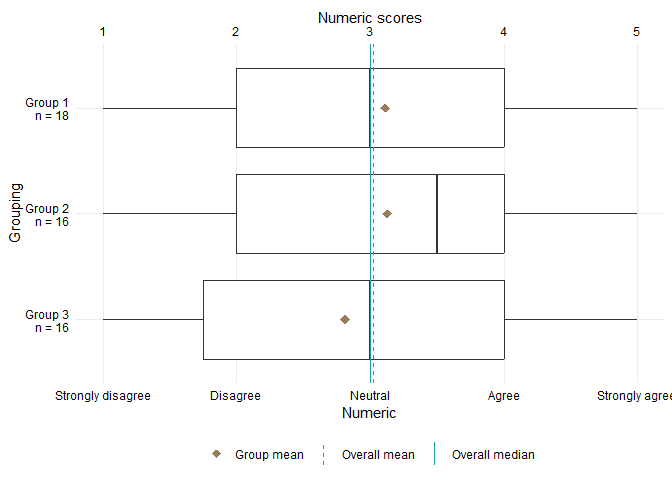 Numeric scores
1 2 3 4 5
Grouping
Group 1
n = 18
Group 2
n = 16
Group 3
n = 16
Strongly disagree Disagree Neutral Agree Strongly agree
Numeric
Group mean Overall mean Overall median